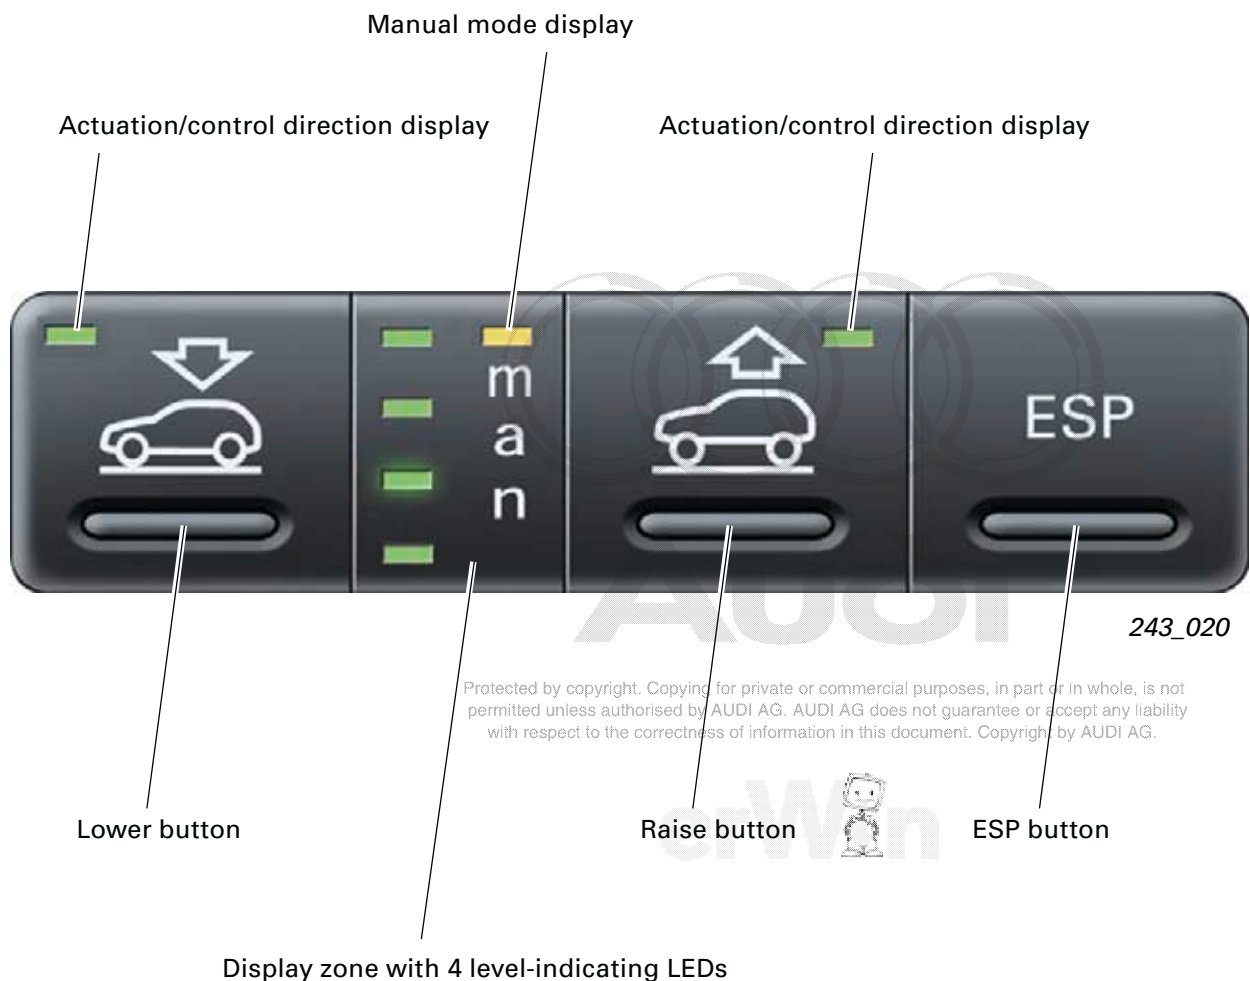 Manual mode display
Actuation/control direction display
Actuation/control direction display
m
a
n
ESP
Audi
243_020
Protected by copyright. Copying for private or commercial purposes, in part or in whole, is not
permitted unless authorised by AUDI AG. AUDI AG does not guarantee or accept any liability
with respect to the correctness of information in this document. Copyright by AUDI AG.
erWin
Lower button
Raise button
ESP button
Display zone with 4 level-indicating LEDs